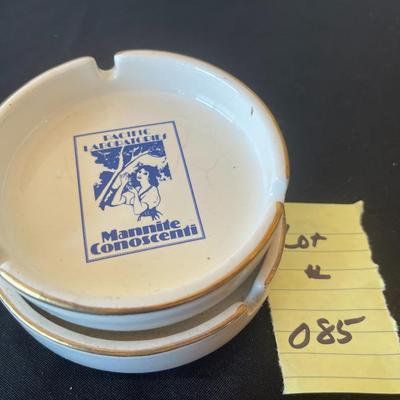 PACIFIC
LABORATORIES
Mannite
Conoscenti
Lot
#
085